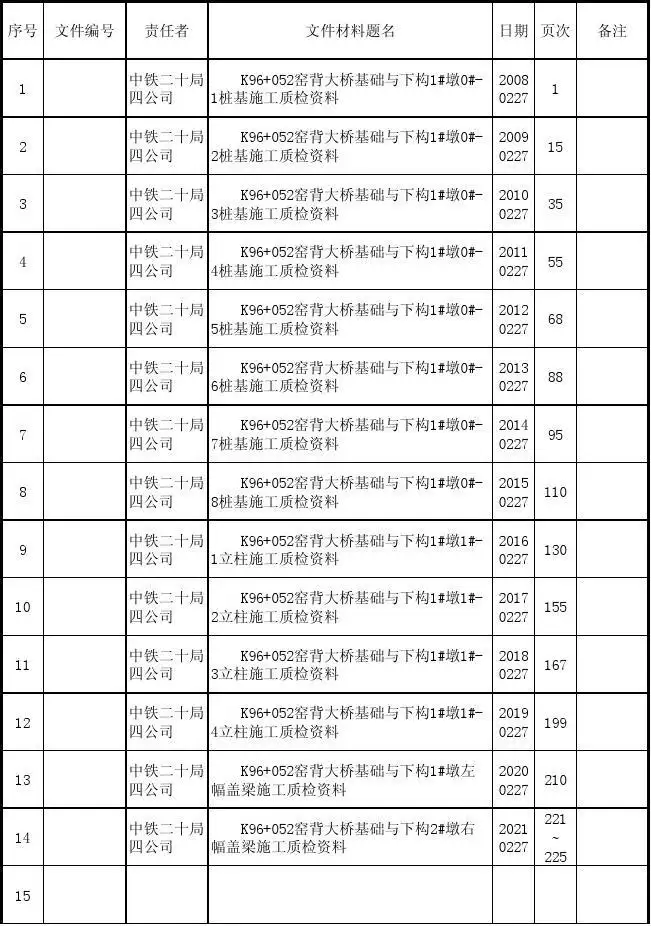 序号 文件编号 责任者 文件材料题名 日期 页次 备注
1 中铁二十局 K96+052窑背大桥基础与下构1#墩0#- 2008 1
四公司 1桩基施工质检资料 0227
2 中铁二十局 K96+052窑背大桥基础与下构1#墩0#- 2009 15
四公司 2桩基施工质检资料 0227
3 中铁二十局 K96+052窑背大桥基础与下构1#墩0#- 2010 35
四公司 3桩基施工质检资料 0227
4 中铁二十局 K96+052窑背大桥基础与下构1#墩0#- 2011 55
四公司 4桩基施工质检资料 0227
5 中铁二十局 K96+052窑背大桥基础与下构1#墩0#- 2012 68
四公司 5桩基施工质检资料 0227
6 中铁二十局 K96+052窑背大桥基础与下构1#墩0#- 2013 88
四公司 6桩基施工质检资料 0227
7 中铁二十局 K96+052窑背大桥基础与下构1#墩0#- 2014 95
四公司 7桩基施工质检资料 0227
8 中铁二十局 K96+052窑背大桥基础与下构1#墩0#- 2015 110
四公司 8桩基施工质检资料 0227
9 中铁二十局 K96+052窑背大桥基础与下构1#墩1#- 2016 130
四公司 1立柱施工质检资料 0227
10 中铁二十局 K96+052窑背大桥基础与下构1#墩1#- 2017 155
四公司 2立柱施工质检资料 0227
11 中铁二十局 K96+052窑背大桥基础与下构1#墩1#- 2018 167
四公司 3立柱施工质检资料 0227
12 中铁二十局 K96+052窑背大桥基础与下构1#墩1#- 2019 199
四公司 4立柱施工质检资料 0227
13 中铁二十局 K96+052窑背大桥基础与下构1#墩左 2020 210
四公司 幅盖梁施工质检资料 0227
14 中铁二十局 K96+052窑背大桥基础与下构2#墩右 2021 221
四公司 幅盖梁施工质检资料 0227 ~
225
15